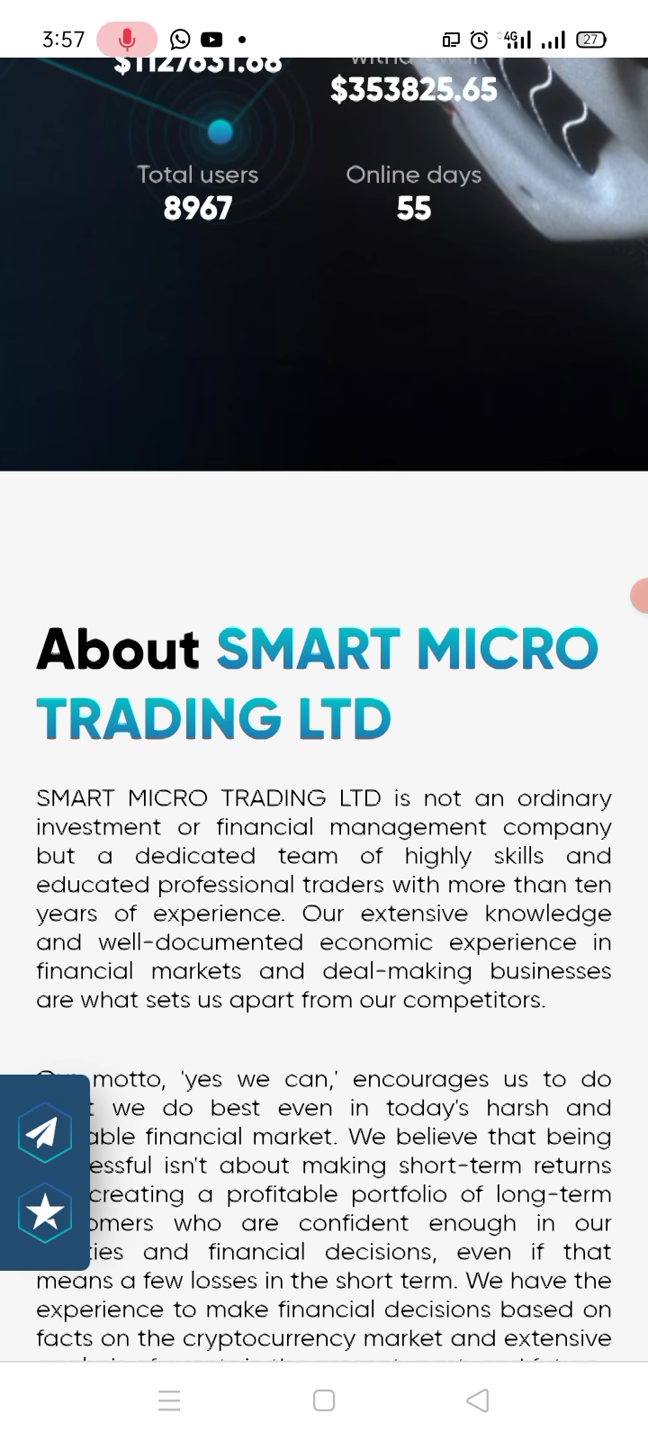 3:57
4G
27
$1127631.68
withdrawal
$353825.65
Total users
Online days
8967
55
About SMART MICRO
TRADING LTD
SMART MICRO TRADING LTD is not an ordinary
investment or financial management company
but a dedicated team of highly skills and
educated professional traders with more than ten
years of experience. Our extensive knowledge
and well-documented economic experience in
financial markets and deal-making businesses
are what sets us apart from our competitors.
motto, 'yes we can,' encourages us to do
we do best even in today's harsh and
financial market. We believe that being
isn't about making short-term returns
creating a profitable portfolio of long-term
who are confident enough in our
and financial decisions, even if that
means a few losses in the short term. We have the
experience to make financial decisions based on
facts on the cryptocurrency market and extensive